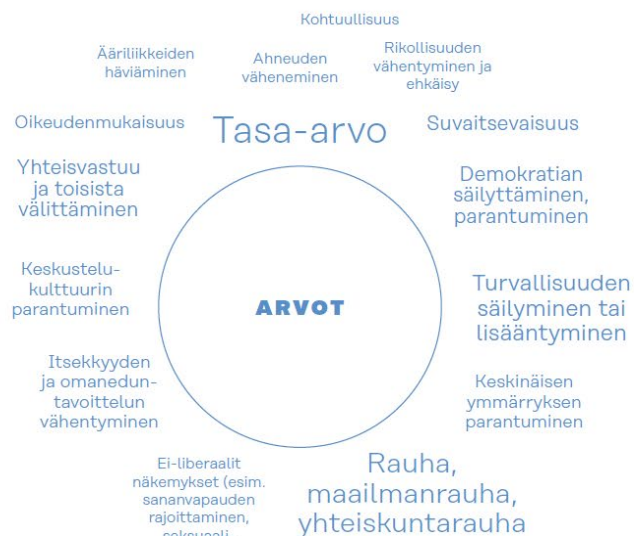 Kohtuullisuus
Ääriliikkeiden
häviäminen
Ahneuden
väheneminen
Rikollisuuden
vähentyminen ja
ehkäisy
Oikeudenmukaisuus
Tasa-arvo
Suvaitsevaisuus
Yhteisvastuu
ja toisista
välittäminen
Demokratian
säilyttäminen,
parantuminen
Keskustelu-
kulttuurin
parantuminen
ARVOT
Turvallisuuden
säilyminen tai
lisääntyminen
Itsekkyyden
ja omanedun-
tavoittelun
vähentyminen
Keskinäisen
ymmärryksen
parantuminen
Ei-liberaalit
näkemykset (esim.
sananvapauden
rajoittaminen,
Rauha,
maailmanrauha,
yhteiskuntarauha